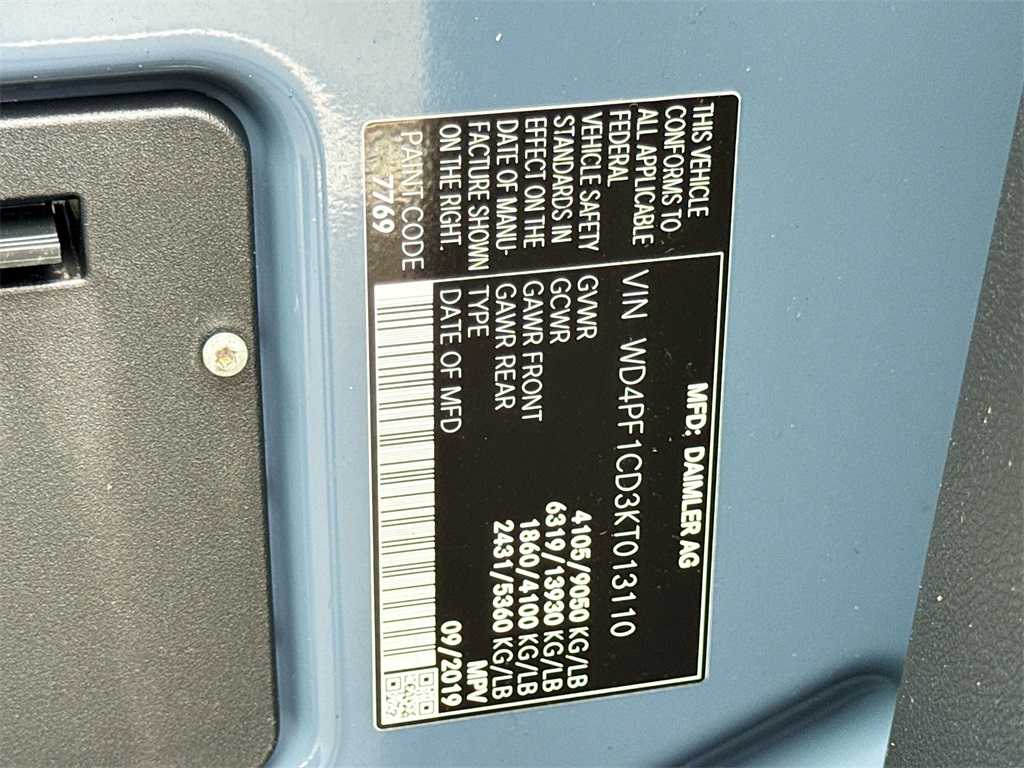 THIS VEHICLE
CONFORMS TO
ALL APPLICABLE
FEDERAL
VEHICLE SAFETY
STANDARDS IN
EFFECT ON THE
DATE OF MANU-
FACTURE SHOWN
ON THE RIGHT.
PAINT CODE
7769
MFD: DAIMLER AG
VIN WD4PF1CD3KT013110
GVWR 4105/9050 KG/LB
GCWR 6319/13930 KG/LB
GAWR FRONT 1860/4100 KG/LB
GAWR REAR 2431/5360 KG/LB
TYPE MPV
DATE OF MFD 09/2019